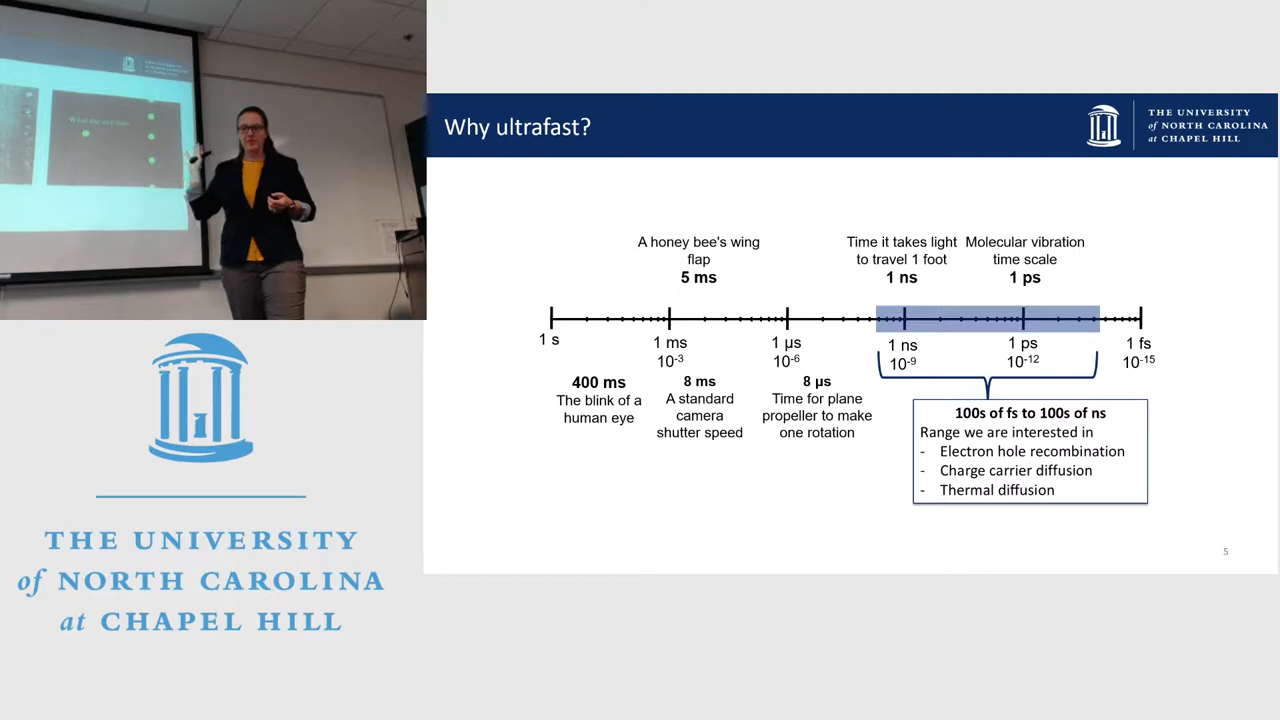 Why ultrafast?
THE UNIVERSITY
of NORTH CAROLINA
at CHAPEL HILL
A honey bee's wing
flap
5 ms
Time it takes light
to travel 1 foot
1 ns
Molecular vibration
time scale
1 ps
1 s
1 ms
10-3
1 µs
10-6
1 ns
10-9
1 ps
10-12
1 fs
10-15
400 ms
The blink of a
human eye
8 ms
A standard
camera
shutter speed
8 µs
Time for plane
propeller to make
one rotation
100s of fs to 100s of ns
Range we are interested in
- Electron hole recombination
- Charge carrier diffusion
- Thermal diffusion
5
THE UNIVERSITY
of NORTH CAROLINA
at CHAPEL HILL